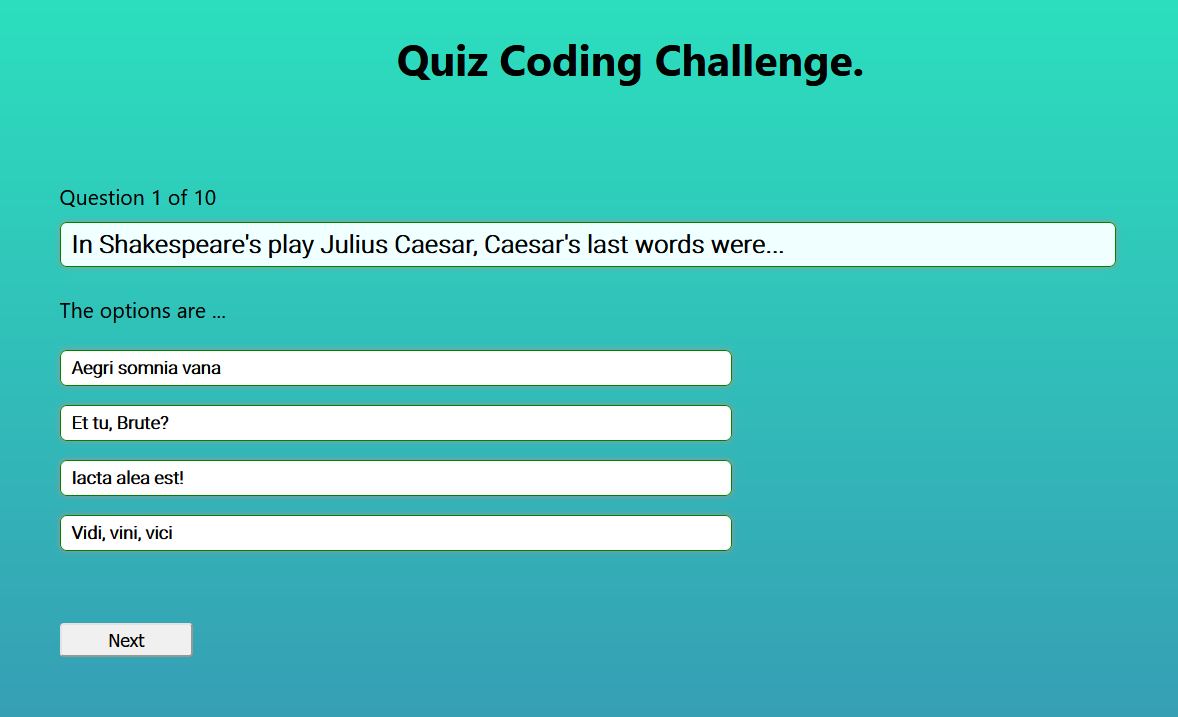 Quiz Coding Challenge.
Question 1 of 10
In Shakespeare's play Julius Caesar, Caesar's last words were...
The options are ...
Aegri somnia vana
Et tu, Brute?
Iacta alea est!
Vidi, vini, vici
Next